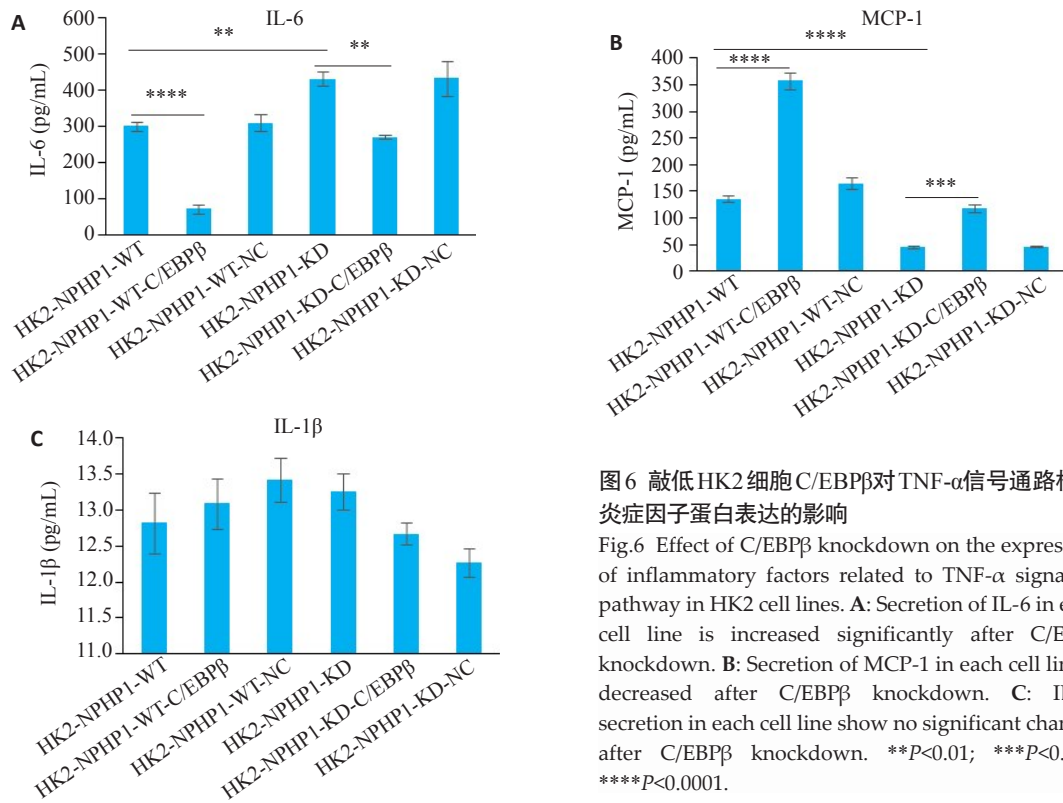 A
IL-6
IL-6 (pg/mL)
600
500
400
300
200
100
0
**
**
****
HK2-NPHP1-WT
HK2-NPHP1-WT-C/EBPβ
HK2-NPHP1-WT-NC
HK2-NPHP1-KD
HK2-NPHP1-KD-C/EBPβ
HK2-NPHP1-KD-NC
B
MCP-1
MCP-1 (pg/mL)
400
350
300
250
200
150
100
50
0
****
****
***
HK2-NPHP1-WT
HK2-NPHP1-WT-C/EBPβ
HK2-NPHP1-WT-NC
HK2-NPHP1-KD
HK2-NPHP1-KD-C/EBPβ
HK2-NPHP1-KD-NC
C
IL-1β
IL-1β (pg/mL)
14.0
13.5
13.0
12.5
12.0
11.5
11.0
HK2-NPHP1-WT
HK2-NPHP1-WT-C/EBPβ
HK2-NPHP1-WT-NC
HK2-NPHP1-KD
HK2-NPHP1-KD-C/EBPβ
HK2-NPHP1-KD-NC
图6 敲低HK2细胞C/EBPβ对TNF-α信号通路
炎症因子蛋白表达的影响
Fig.6 Effect of C/EBPβ knockdown on the express
of inflammatory factors related to TNF-α signa
pathway in HK2 cell lines. A: Secretion of IL-6 in e
cell line is increased significantly after C/E
knockdown. B: Secretion of MCP-1 in each cell lin
decreased after C/EBPβ knockdown. C: II
secretion in each cell line show no significant chan
after C/EBPβ knockdown. **P<0.01; ***P<0.
****P<0.0001.